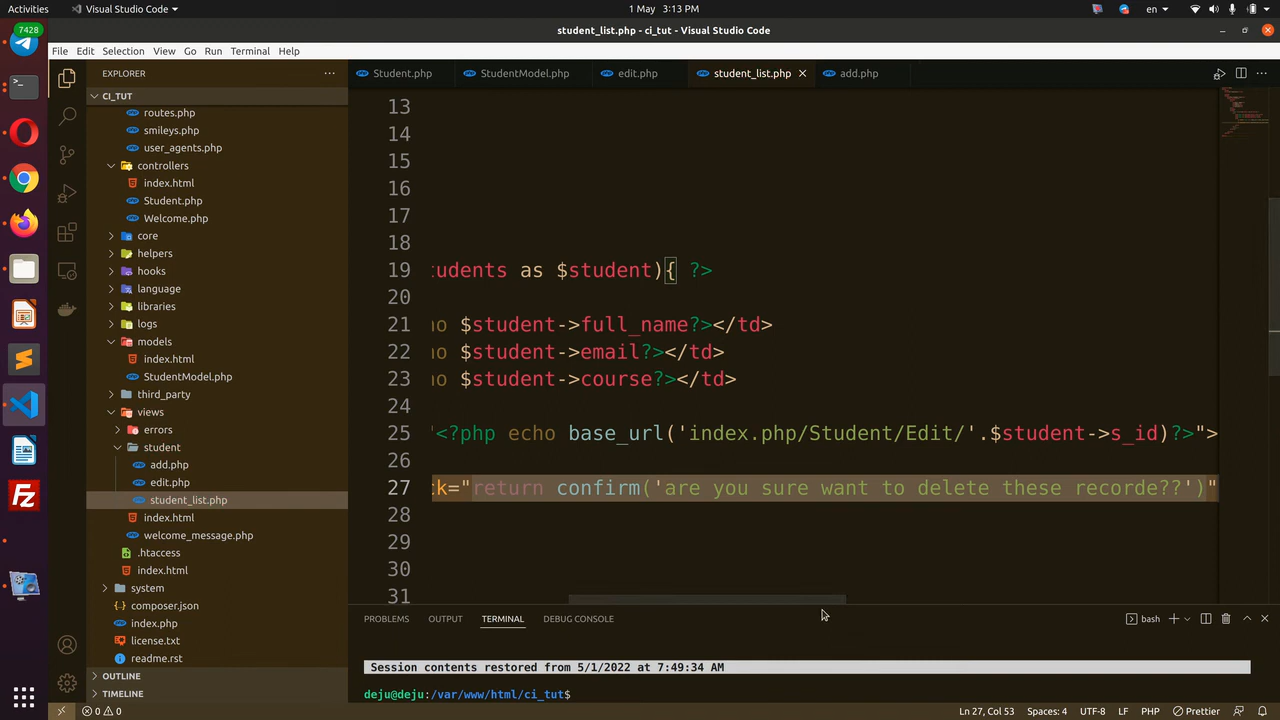 Activities
Visual Studio Code
1 May 3:13 PM
en
7428
student_list.php - ci_tut - Visual Studio Code
File Edit Selection View Go Run Terminal Help
EXPLORER
Student.php
StudentModel.php
edit.php
student_list.php
add.php
CI_TUT
routes.php
smileys.php
user_agents.php
controllers
index.html
Student.php
Welcome.php
core
helpers
hooks
language
libraries
logs
models
index.html
StudentModel.php
third_party
views
errors
student
add.php
edit.php
student_list.php
index.html
welcome_message.php
.htaccess
index.html
system
composer.json
index.php
license.txt
readme.rst
OUTLINE
TIMELINE
13
14
15
16
17
18
19 tudents as $student){ ?>
20
21 no $student->full_name?></td>
22 no $student->email?></td>
23 no $student->course?></td>
24
25 "<?php echo base_url('index.php/Student/Edit/'.$student->s_id)?>">
26
27 ck="return confirm('are you sure want to delete these recorde??')"
28
29
30
31
PROBLEMS OUTPUT TERMINAL DEBUG CONSOLE
bash
Session contents restored from 5/1/2022 at 7:49:34 AM
deju@deju:/var/www/html/ci_tut$
0 0
Ln 27, Col 53 Spaces: 4 UTF-8 LF PHP Prettier